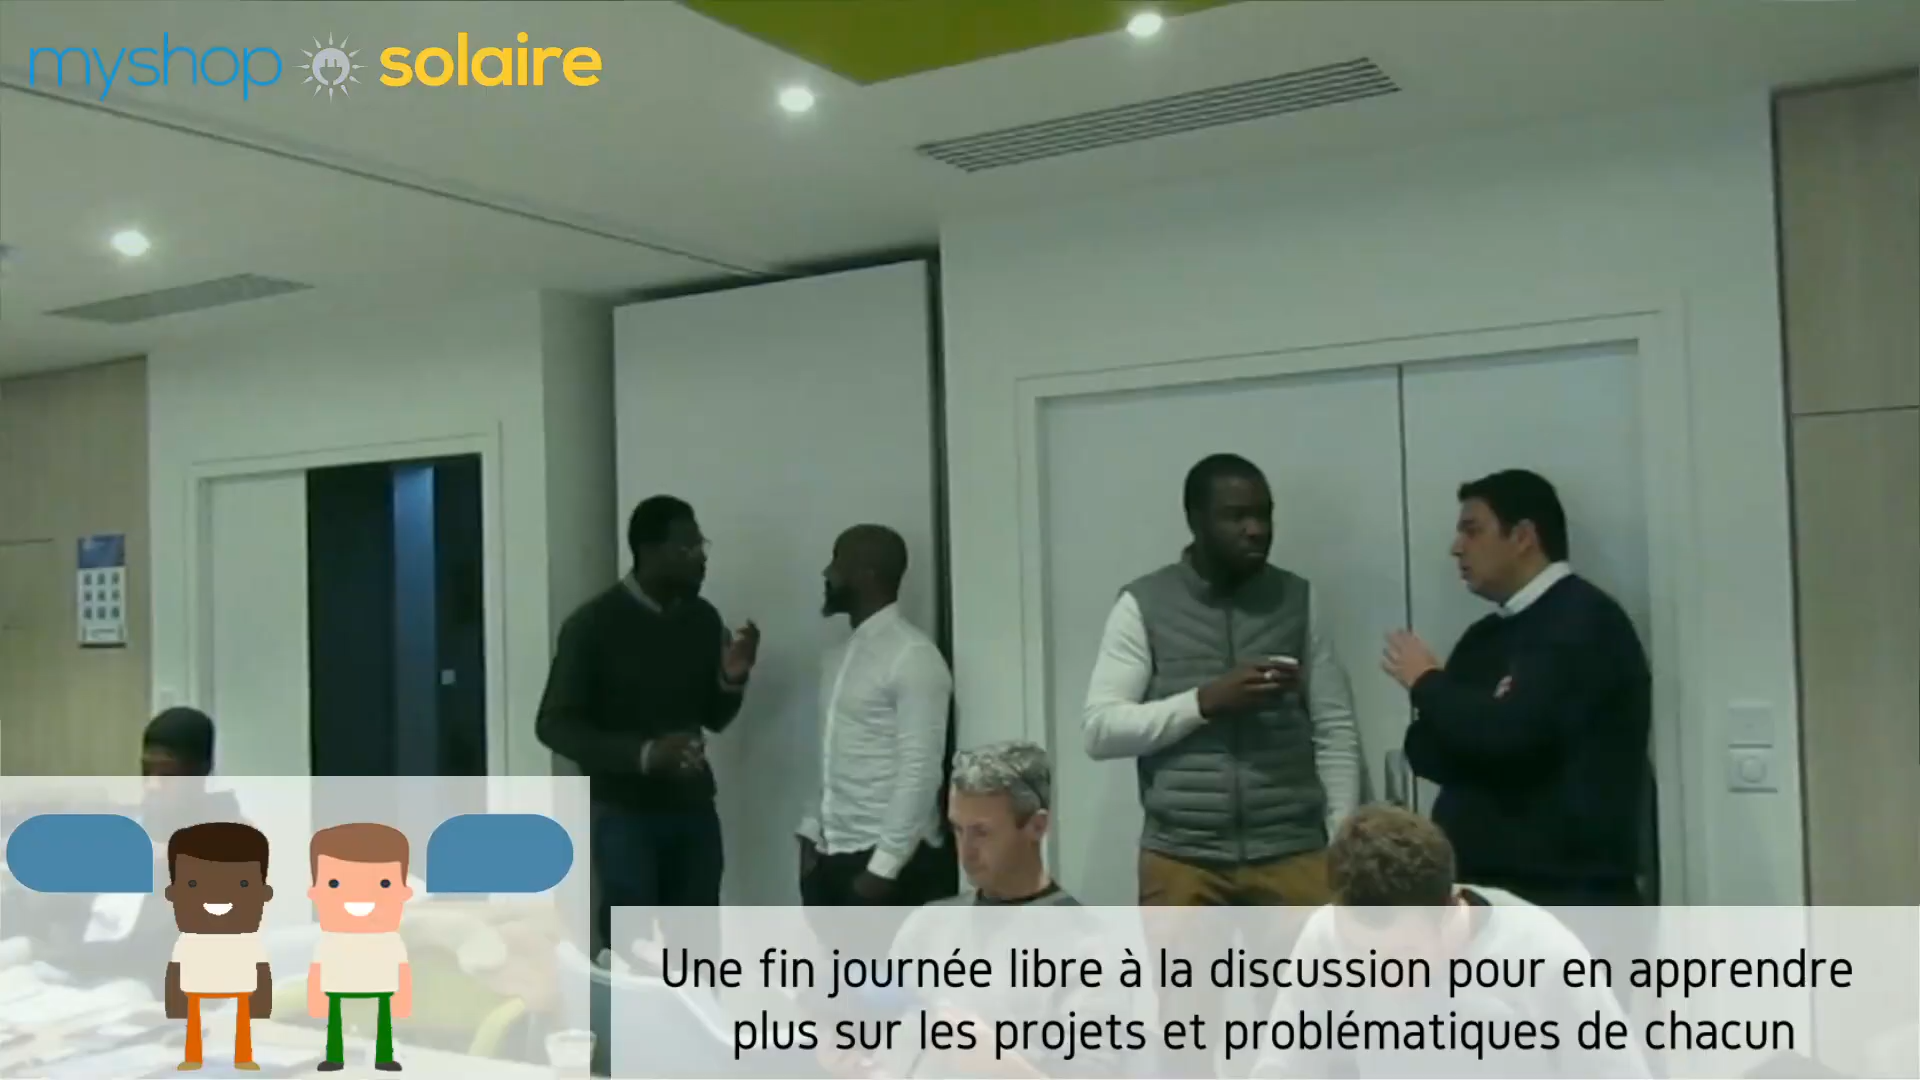 myshop solaire
Une fin journée libre à la discussion pour en apprendre
plus sur les projets et problématiques de chacun